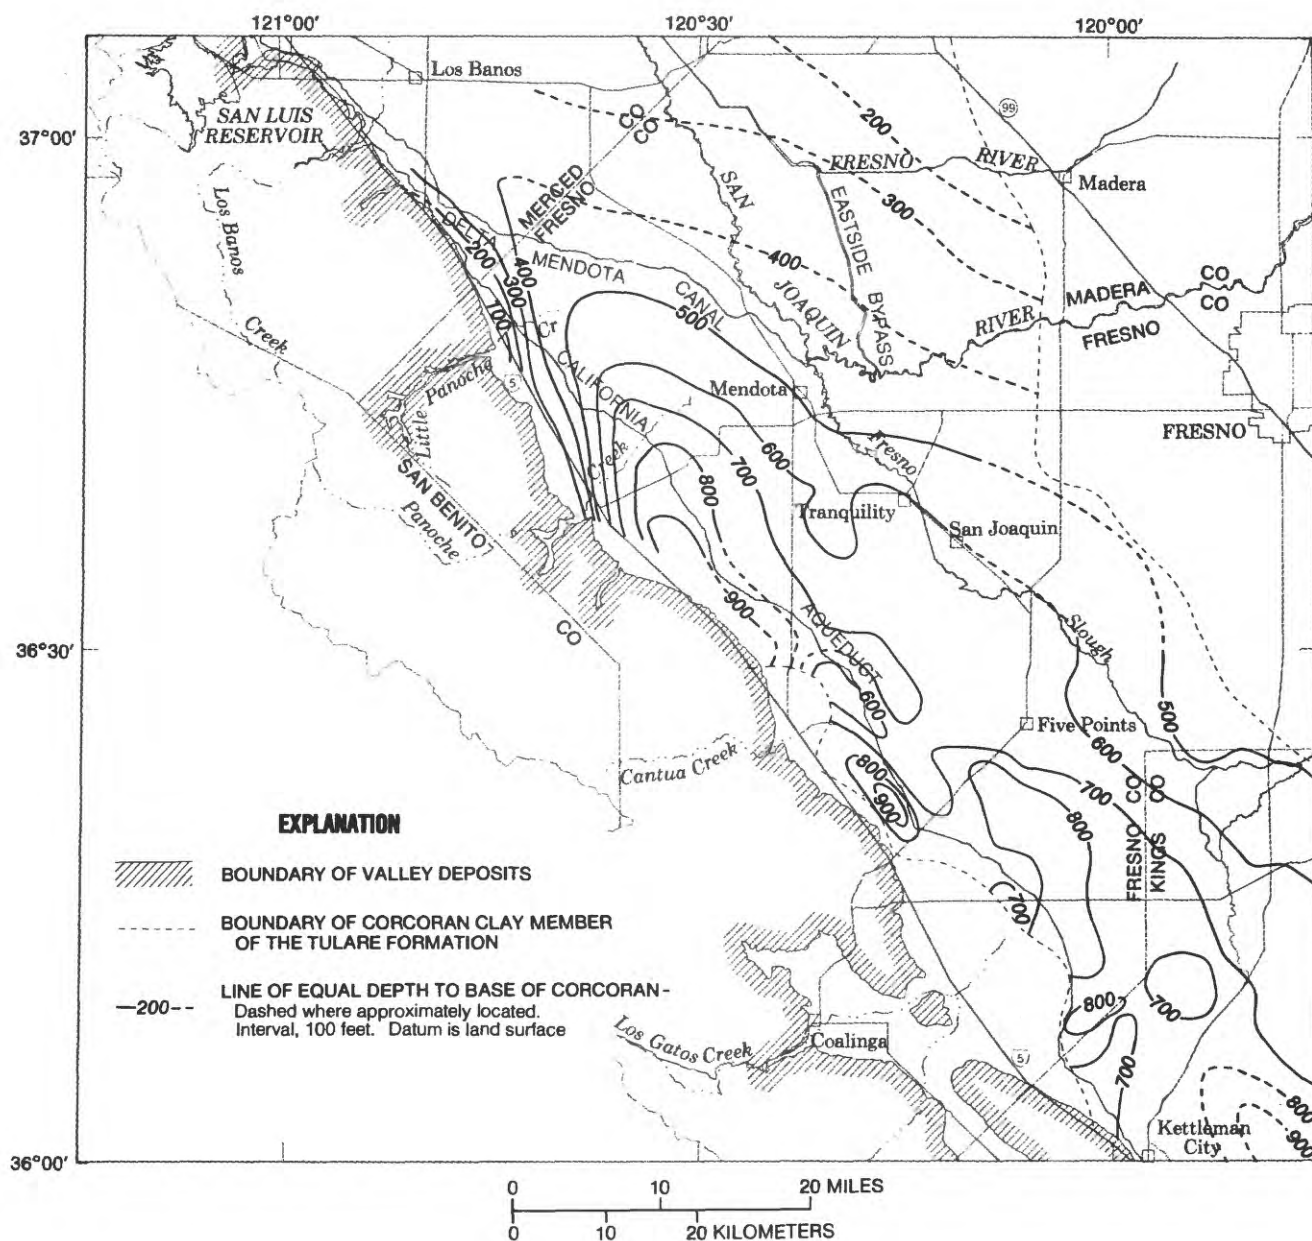 121°00'
120°30'
120°00'
37°00'
36°30'
36°00'
Los Banos
SAN LUIS
RESERVOIR
Los Banos
Creek
MERCED CO
FRESNO CO
DELTA
MENDOTA
CANAL
SAN
JOAQUIN
RIVER
FRESNO RIVER
EASTSIDE
BYPASS
99
Madera
MADERA CO
FRESNO CO
200
300
400
200
400
300
100
500
Cr
CALIFORNIA
5
Little Panoche
SAN BENITO
CO
Panoche
Creek
Mendota
Fresno
FRESNO
600
700
800
Tranquility
San Joaquin
900
AQUEDUCT
Slough
600
Five Points
500
600
Cantua Creek
800
900
700
800
FRESNO CO
KINGS CO
700
EXPLANATION
BOUNDARY OF VALLEY DEPOSITS
BOUNDARY OF CORCORAN CLAY MEMBER
OF THE TULARE FORMATION
—200-- LINE OF EQUAL DEPTH TO BASE OF CORCORAN-
Dashed where approximately located.
Interval, 100 feet. Datum is land surface
Los Gatos Creek
Coalinga
5
800
700
700
800
900
Kettleman
City
0 10 20 MILES
0 10 20 KILOMETERS